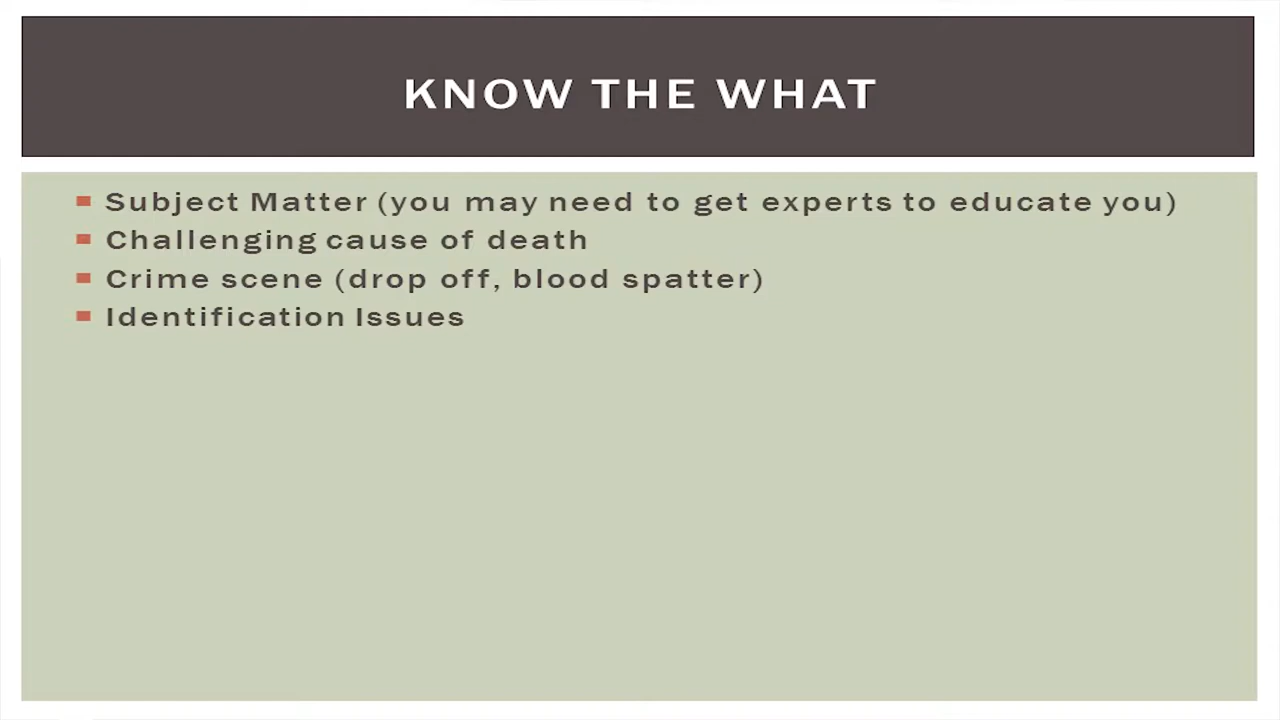 KNOW THE WHAT
Subject Matter (you may need to get experts to educate you)
Challenging cause of death
Crime scene (drop off, blood spatter)
Identification Issues